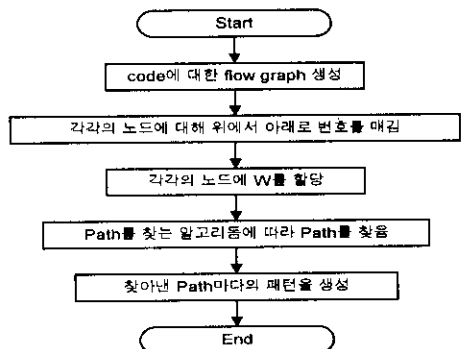 Start
code에 대한 flow graph 생성
각각의 노드에 대해 위에서 아래로 번호를 매김
각각의 노드에 W를 할당
Path를 찾는 알고리돔에 따라 Path를 찾음
찾아낸 Path마다의 패턴을 생성
End